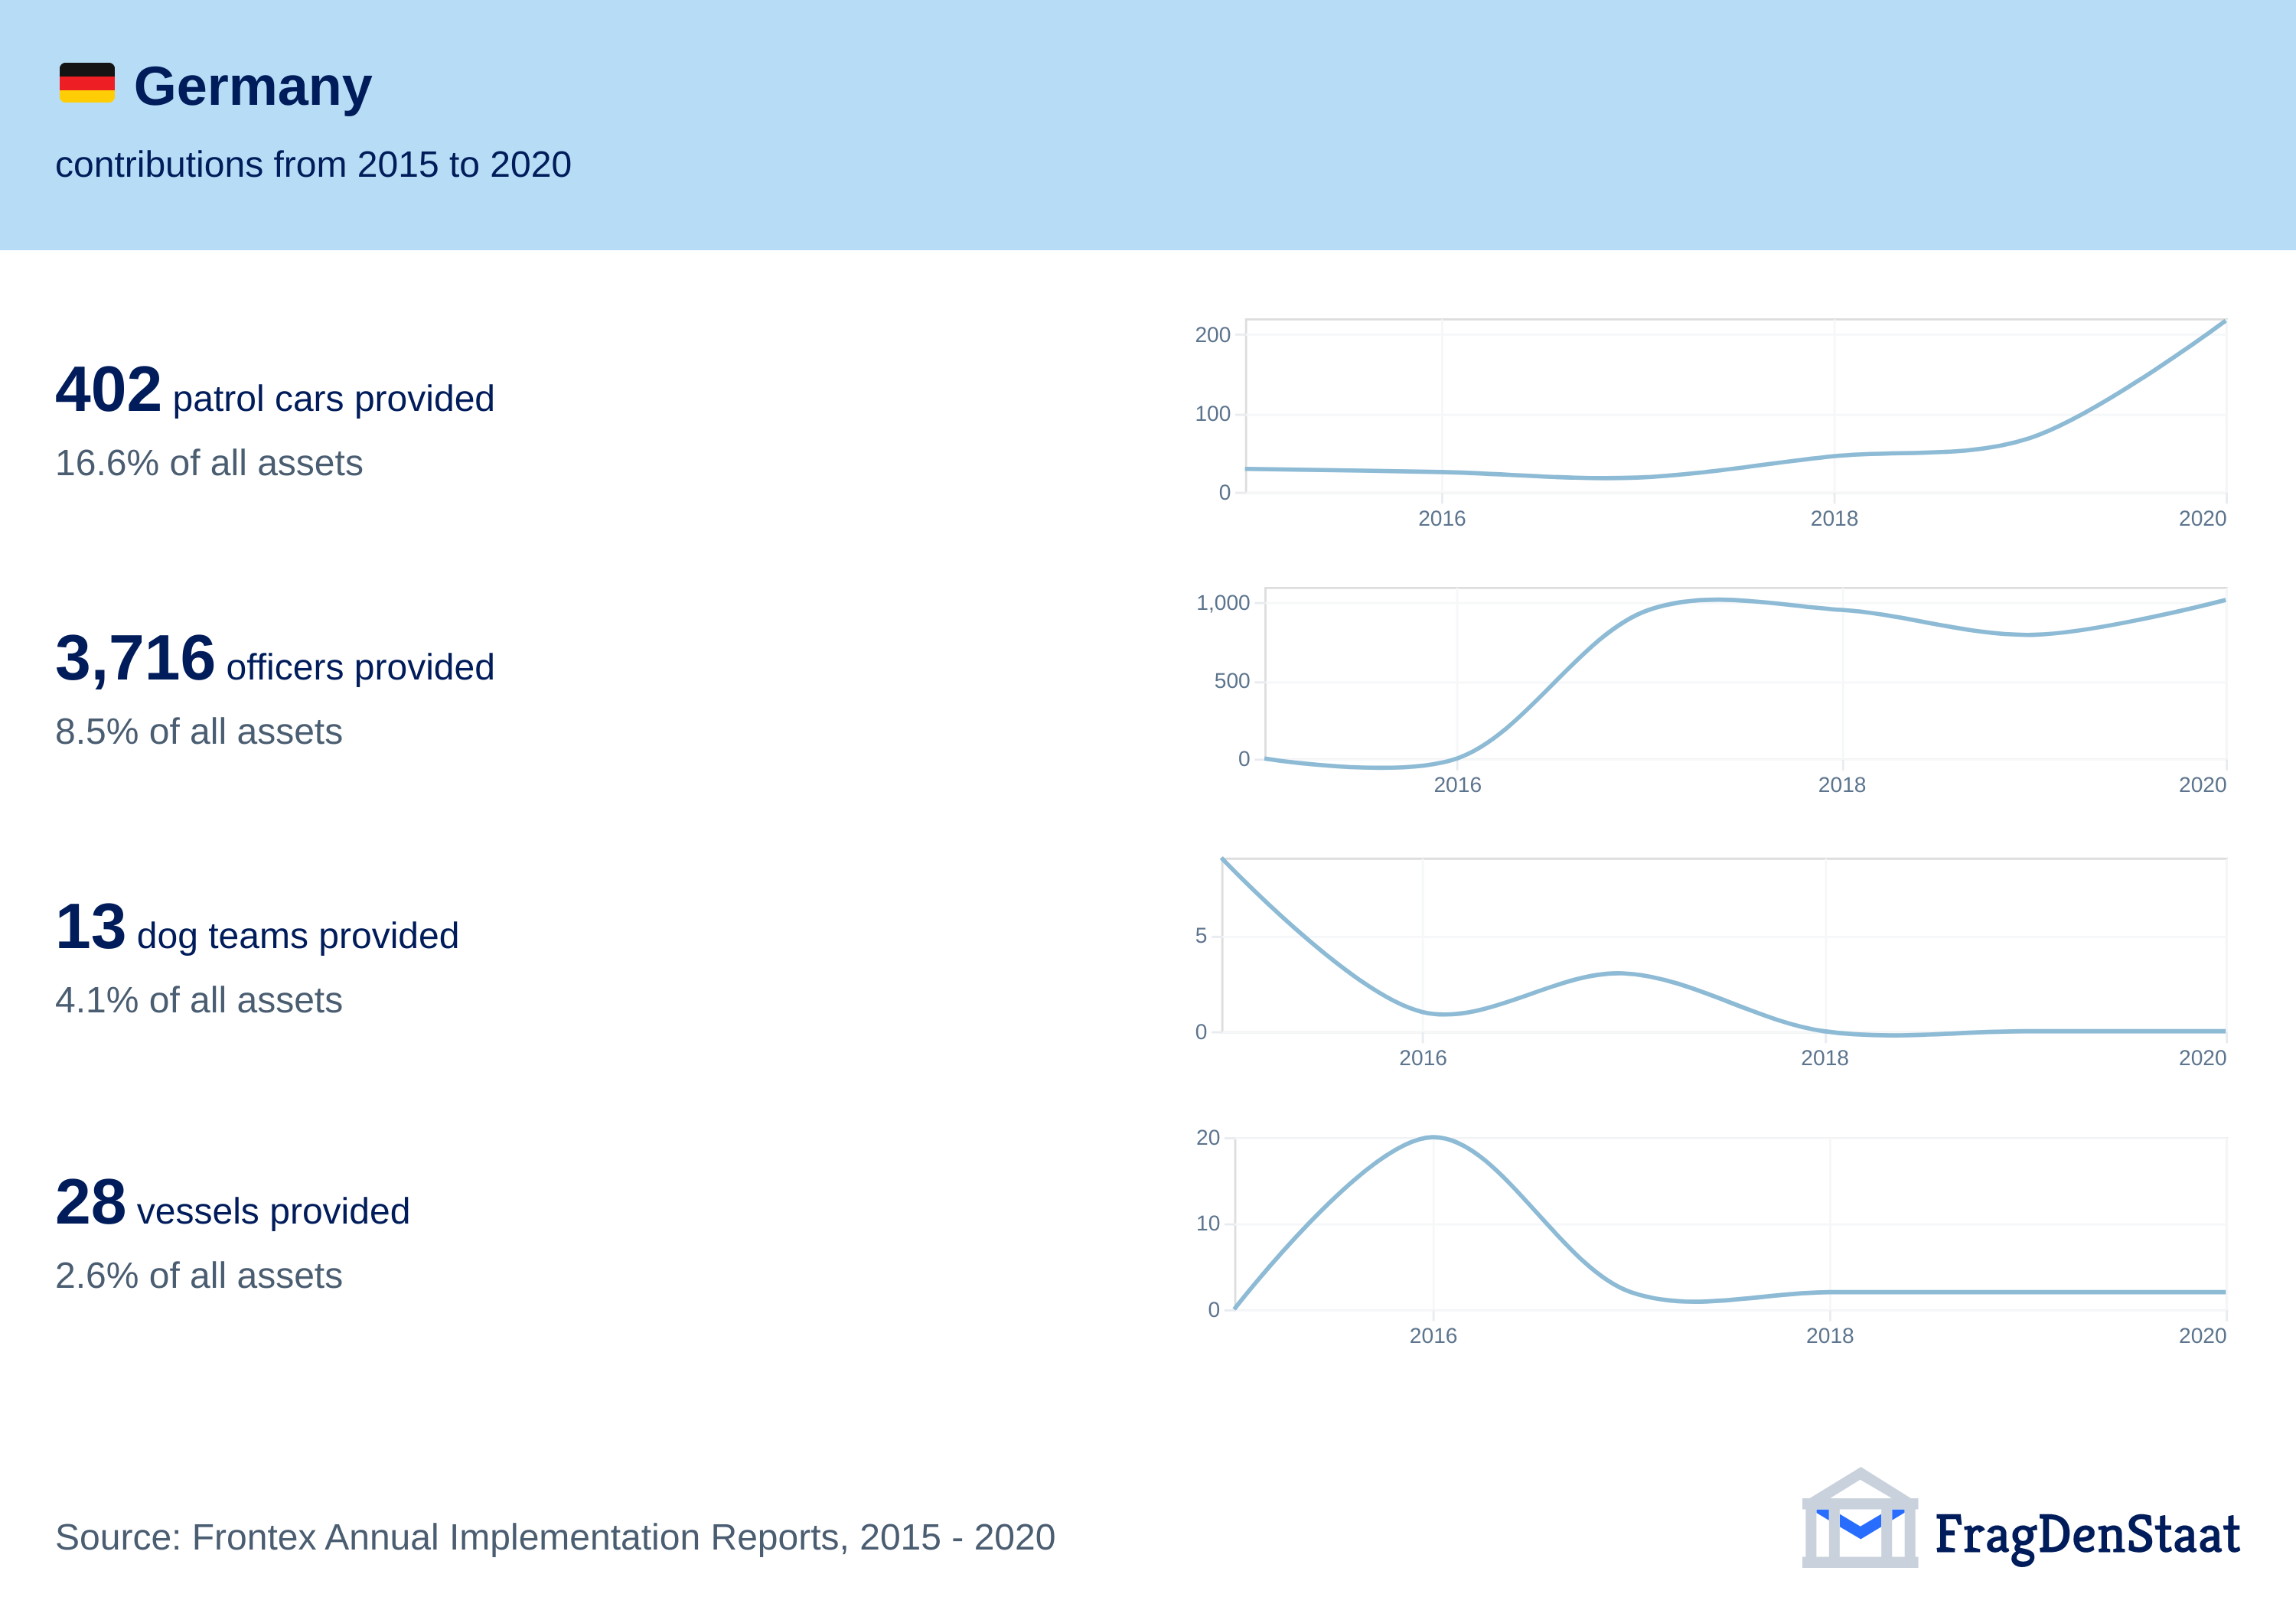 Germany
contributions from 2015 to 2020
402 patrol cars provided
16.6% of all assets
200
100
0
2016 2018 2020
3,716 officers provided
8.5% of all assets
1,000
500
0
2016 2018 2020
13 dog teams provided
4.1% of all assets
5
0
2016 2018 2020
28 vessels provided
2.6% of all assets
20
10
0
2016 2018 2020
Source: Frontex Annual Implementation Reports, 2015 - 2020
FragDenStaat